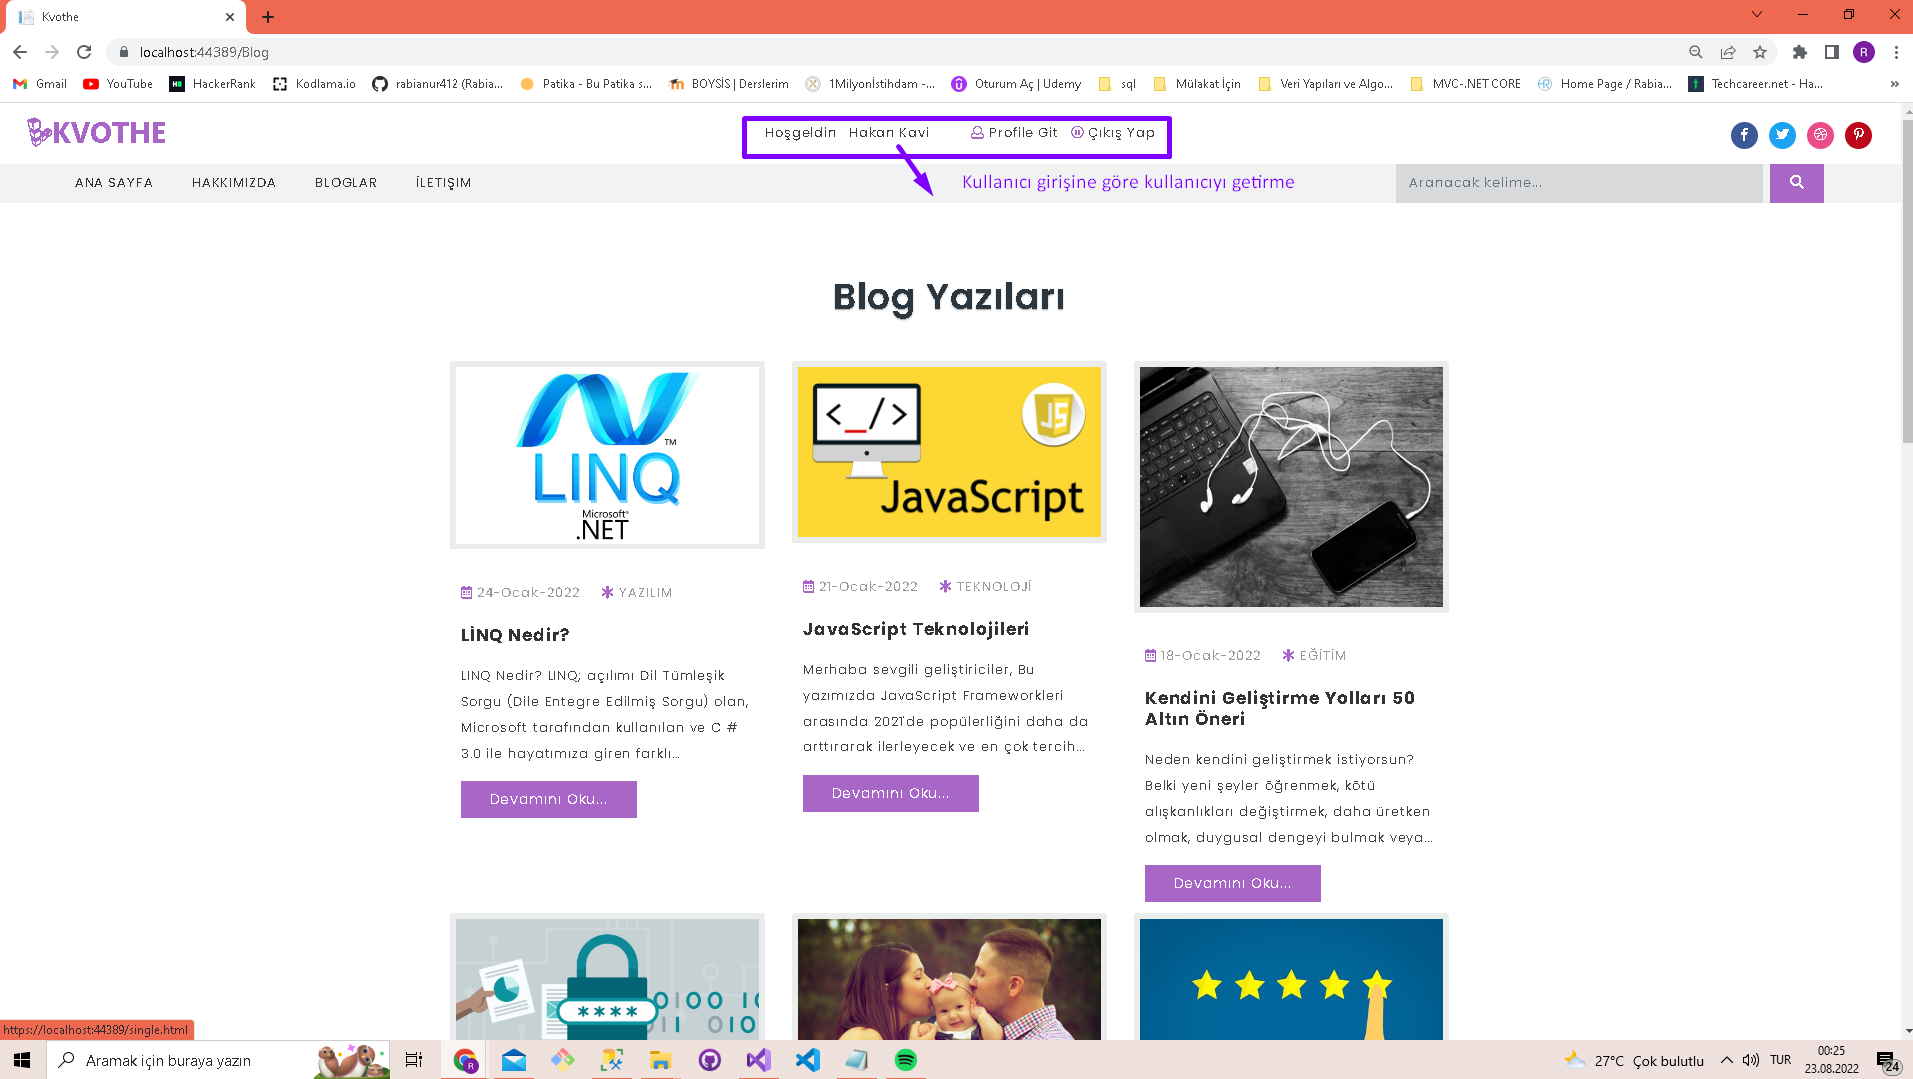 Kvothe
localhost:44389/Blog
Gmail YouTube HackerRank Kodlama.io rabianur412 (Rabia... Patika - Bu Patika s... BOYSİS | Derslerim 1Milyonİstihdam -... Oturum Aç | Udemy sql Mülakat İçin Veri Yapıları ve Algo... MVC-.NET CORE Home Page / Rabia... Techcareer.net - Ha... »
KVOTHE
Hoşgeldin Hakan Kavi Profile Git Çıkış Yap
ANA SAYFA HAKKIMIZDA BLOGLAR İLETIŞIM
Kullanıcı girişine göre kullanıcıyı getirme
Aranacak kelime...
Blog Yazıları
LINQ
TM
Microsoft®
.NET
24-Ocak-2022 YAZILIM
LİNQ Nedir?
LINQ Nedir? LINQ; açılımı Dil Tümleşik
Sorgu (Dile Entegre Edilmiş Sorgu) olan,
Microsoft tarafından kullanılan ve C #
3.0 ile hayatımıza giren farklı...
Devamını Oku...
<_/>
JS
JavaScript
21-Ocak-2022 TEKNOLOJİ
JavaScript Teknolojileri
Merhaba sevgili geliştiriciler, Bu
yazımızda JavaScript Frameworkleri
arasında 2021'de popülerliğini daha da
arttırarak ilerleyecek ve en çok tercih...
Devamını Oku...
18-Ocak-2022 EĞİTİM
Kendini Geliştirme Yolları 50
Altın Öneri
Neden kendini geliştirmek istiyorsun?
Belki yeni şeyler öğrenmek, kötü
alışkanlıkları değiştirmek, daha üretken
olmak, duygusal dengeyi bulmak veya...
Devamını Oku...
****
https://localhost:44389/single.html
Aramak için buraya yazın
27°C Çok bulutlu
TUR
00:25
23.08.2022
24